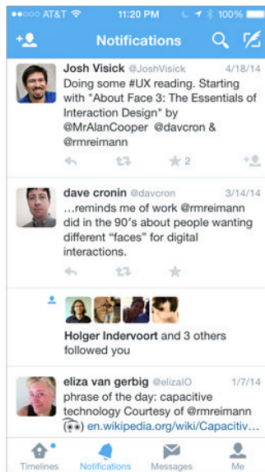 AT&T 11:20 PM 100%
Notifications
Josh Visick @JoshVisick 4/18/14
Doing some #UX reading. Starting
with "About Face 3: The Essentials of
Interaction Design" by
@MrAlanCooper @davcron &
@rmreimann
2
dave cronin @davcron 3/14/14
...reminds me of work @rmreimann
did in the 90's about people wanting
different “faces” for digital
interactions.
Holger Indervoort and 3 others
followed you
eliza van gerbig @elizaIO 1/7/14
phrase of the day: capacitive
technology Courtesy of @rmreimann
en.wikipedia.org/wiki/Capacitiv...
Timelines Notifications Messages Me